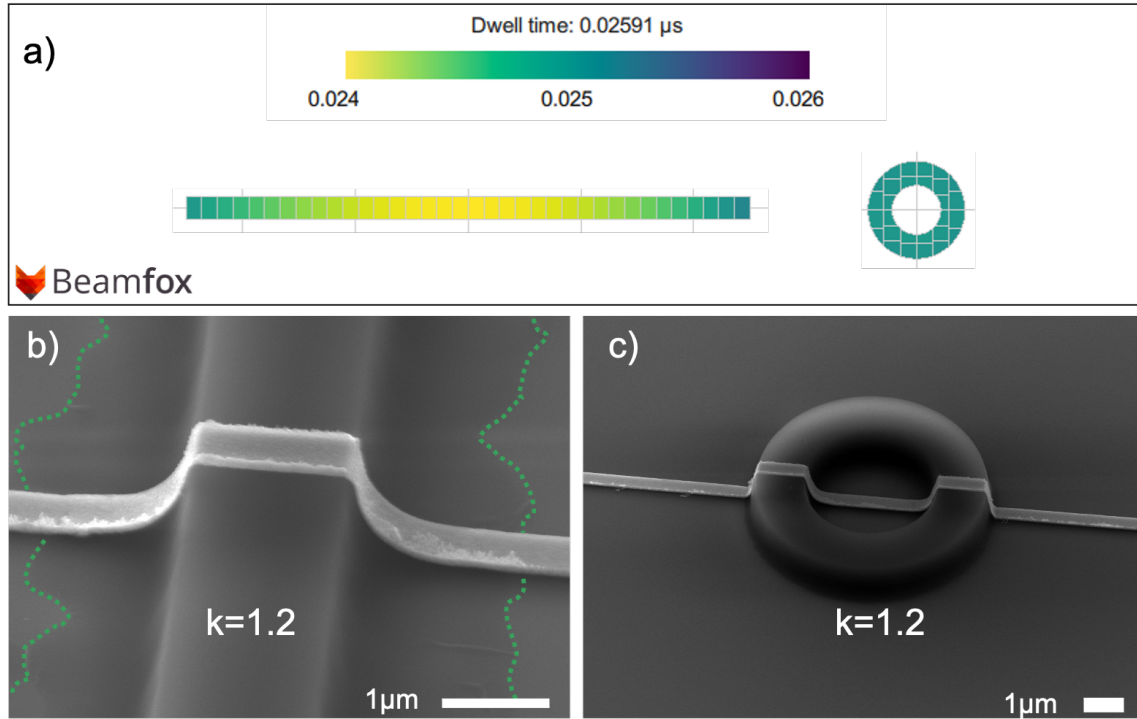 a)
Dwell time: 0.02591 μs
0.024 0.025 0.026
Beamfox
b)
k=1.2
1μm
c)
k=1.2
1μm